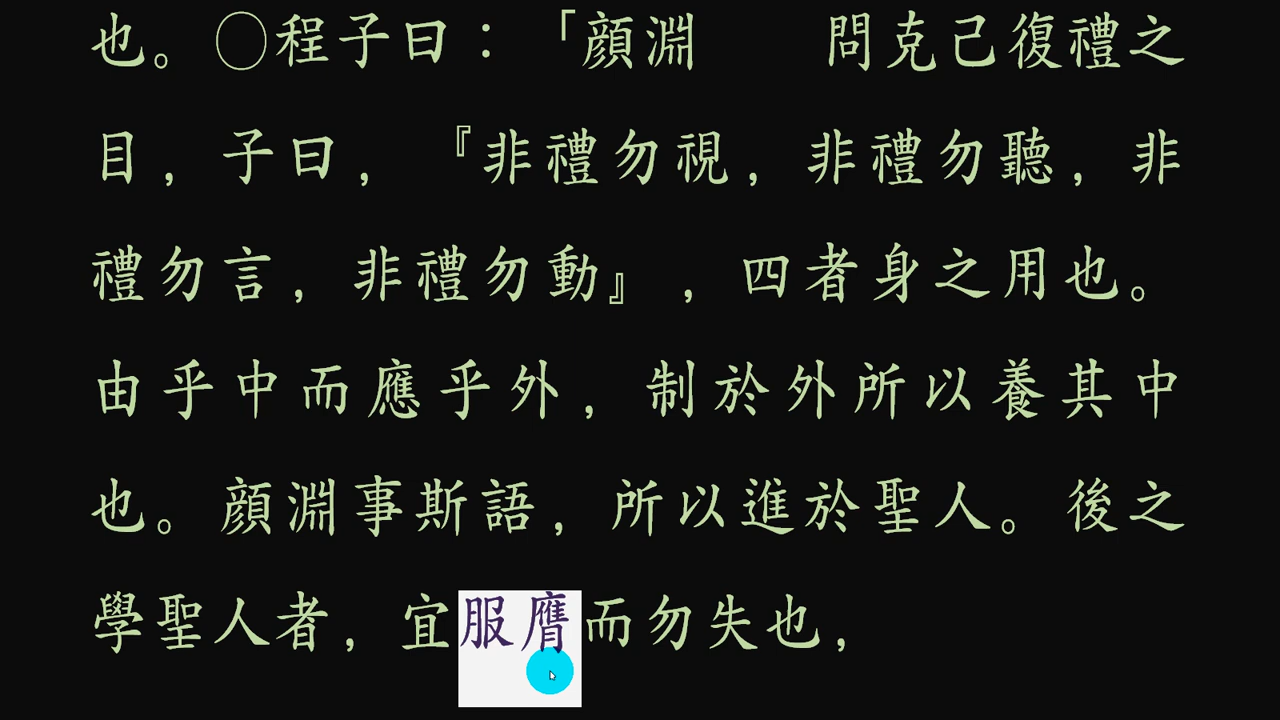 也。○程子曰：「顔淵　　問克己復禮之
目，子曰，『非禮勿視，非禮勿聽，非
禮勿言，非禮勿動』，四者身之用也。
由乎中而應乎外，制於外所以養其中
也。顔淵事斯語，所以進於聖人。後之
學聖人者，宜服膺而勿失也，